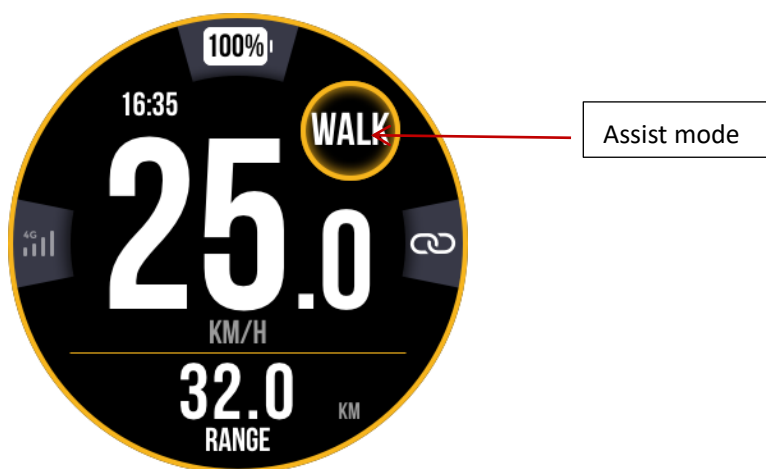 100%
16:35
WALK
Assist mode
25.0
4G
KM/H
32.0 KM
RANGE